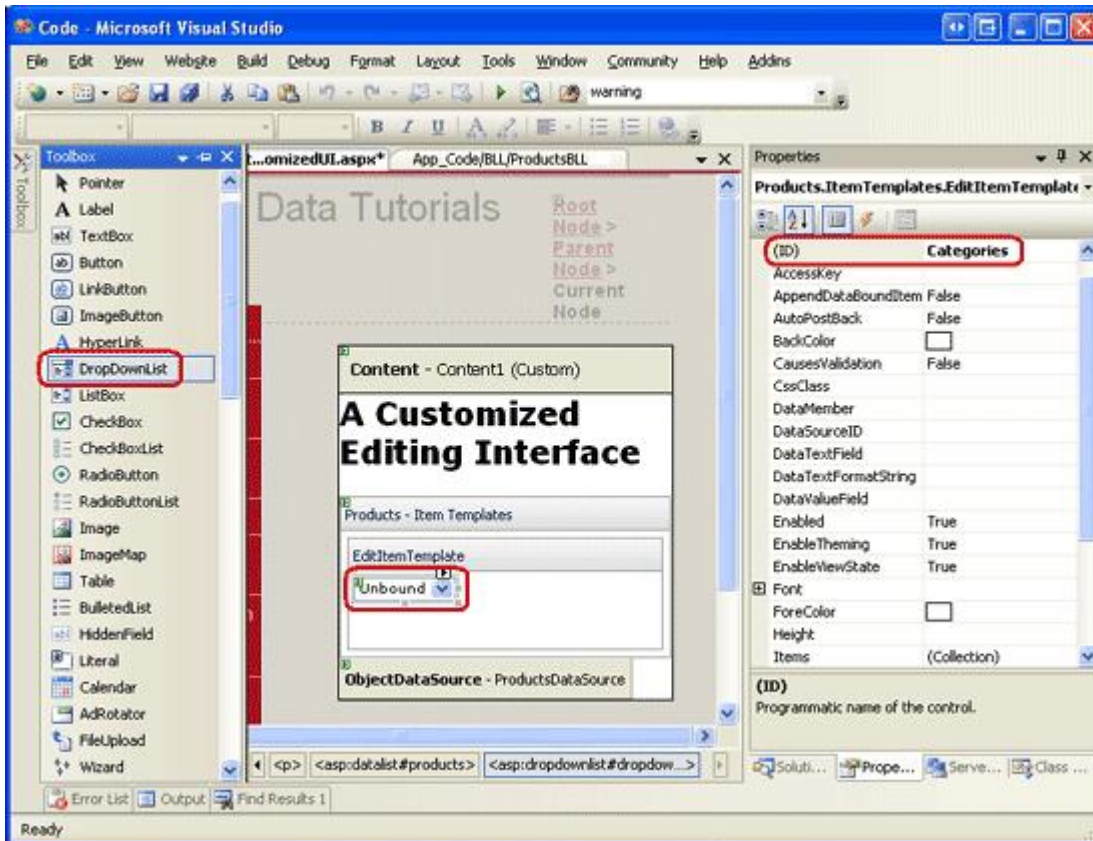 Code - Microsoft Visual Studio
File Edit View Website Build Debug Format Layout Tools Window Community Help Addins
warning
B I U A
Toolbox
Toolbox
Pointer
A Label
abl TextBox
ab Button
LinkButton
ImageButton
A HyperLink
DropDownList
ListBox
CheckBox
CheckBoxList
RadioButton
RadioButtonList
Image
ImageMap
Table
BulletedList
abl HiddenField
Literal
Calendar
AdRotator
FileUpload
Wizard
t...omizedUI.aspx* App_Code/BLL/ProductsBLL
Data Tutorials
Root
Node >
Parent
Node >
Current
Node
Content - Content1 (Custom)
A Customized
Editing Interface
Products - Item Templates
EditItemTemplate
Unbound
ObjectDataSource - ProductsDataSource
<p> <asp:datalist#products> <asp:dropdownlist#dropdow...>
Properties
Products.ItemTemplates.EditItemTemplate
(ID) Categories
AccessKey
AppendDataBoundItem False
AutoPostBack False
BackColor
CausesValidation False
CssClass
DataMember
DataSourceID
DataTextField
DataTextFormatString
DataValueField
Enabled True
EnableTheming True
EnableViewState True
Font
ForeColor
Height
Items (Collection)
(ID)
Programmatic name of the control.
Soluti... Prope... Serve... Class ...
Error List Output Find Results 1
Ready